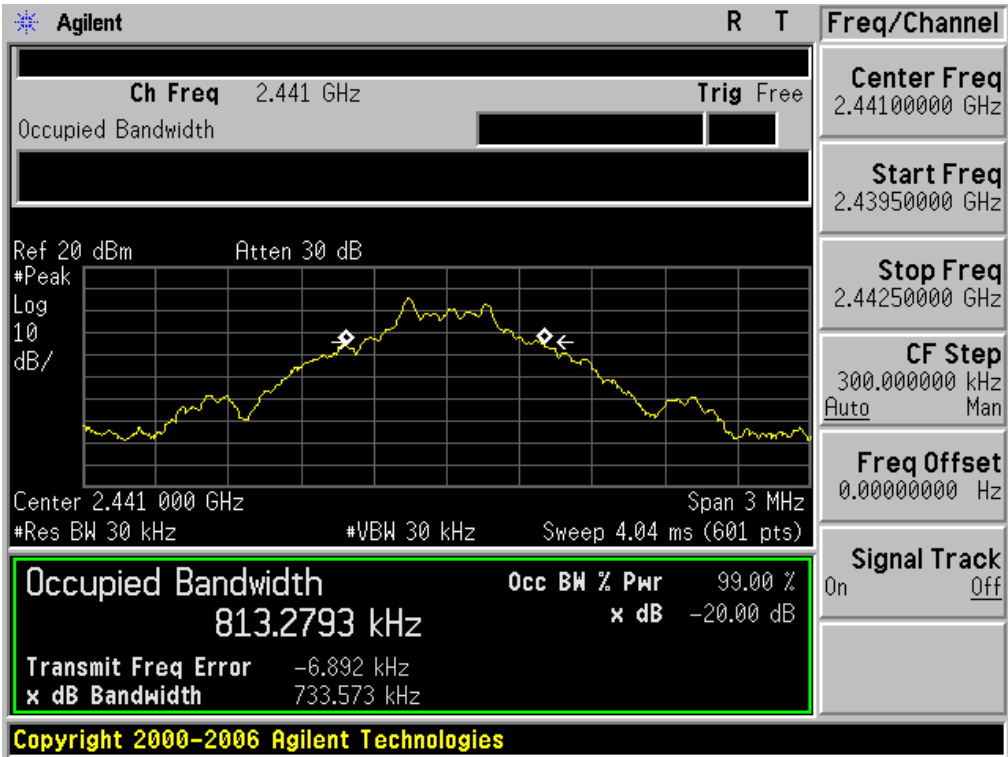 Agilent R T
Freq/Channel
Ch Freq 2.441 GHz Trig Free
Occupied Bandwidth
Center Freq
2.44100000 GHz
Start Freq
2.43950000 GHz
Stop Freq
2.44250000 GHz
CF Step
300.000000 kHz
Auto Man
Freq Offset
0.00000000 Hz
Signal Track
On Off
Ref 20 dBm Atten 30 dB
#Peak
Log
10
dB/
Center 2.441 000 GHz Span 3 MHz
#Res BW 30 kHz #VBW 30 kHz Sweep 4.04 ms (601 pts)
Occupied Bandwidth Occ BW % Pwr 99.00 %
813.2793 kHz x dB -20.00 dB
Transmit Freq Error -6.892 kHz
x dB Bandwidth 733.573 kHz
Copyright 2000-2006 Agilent Technologies